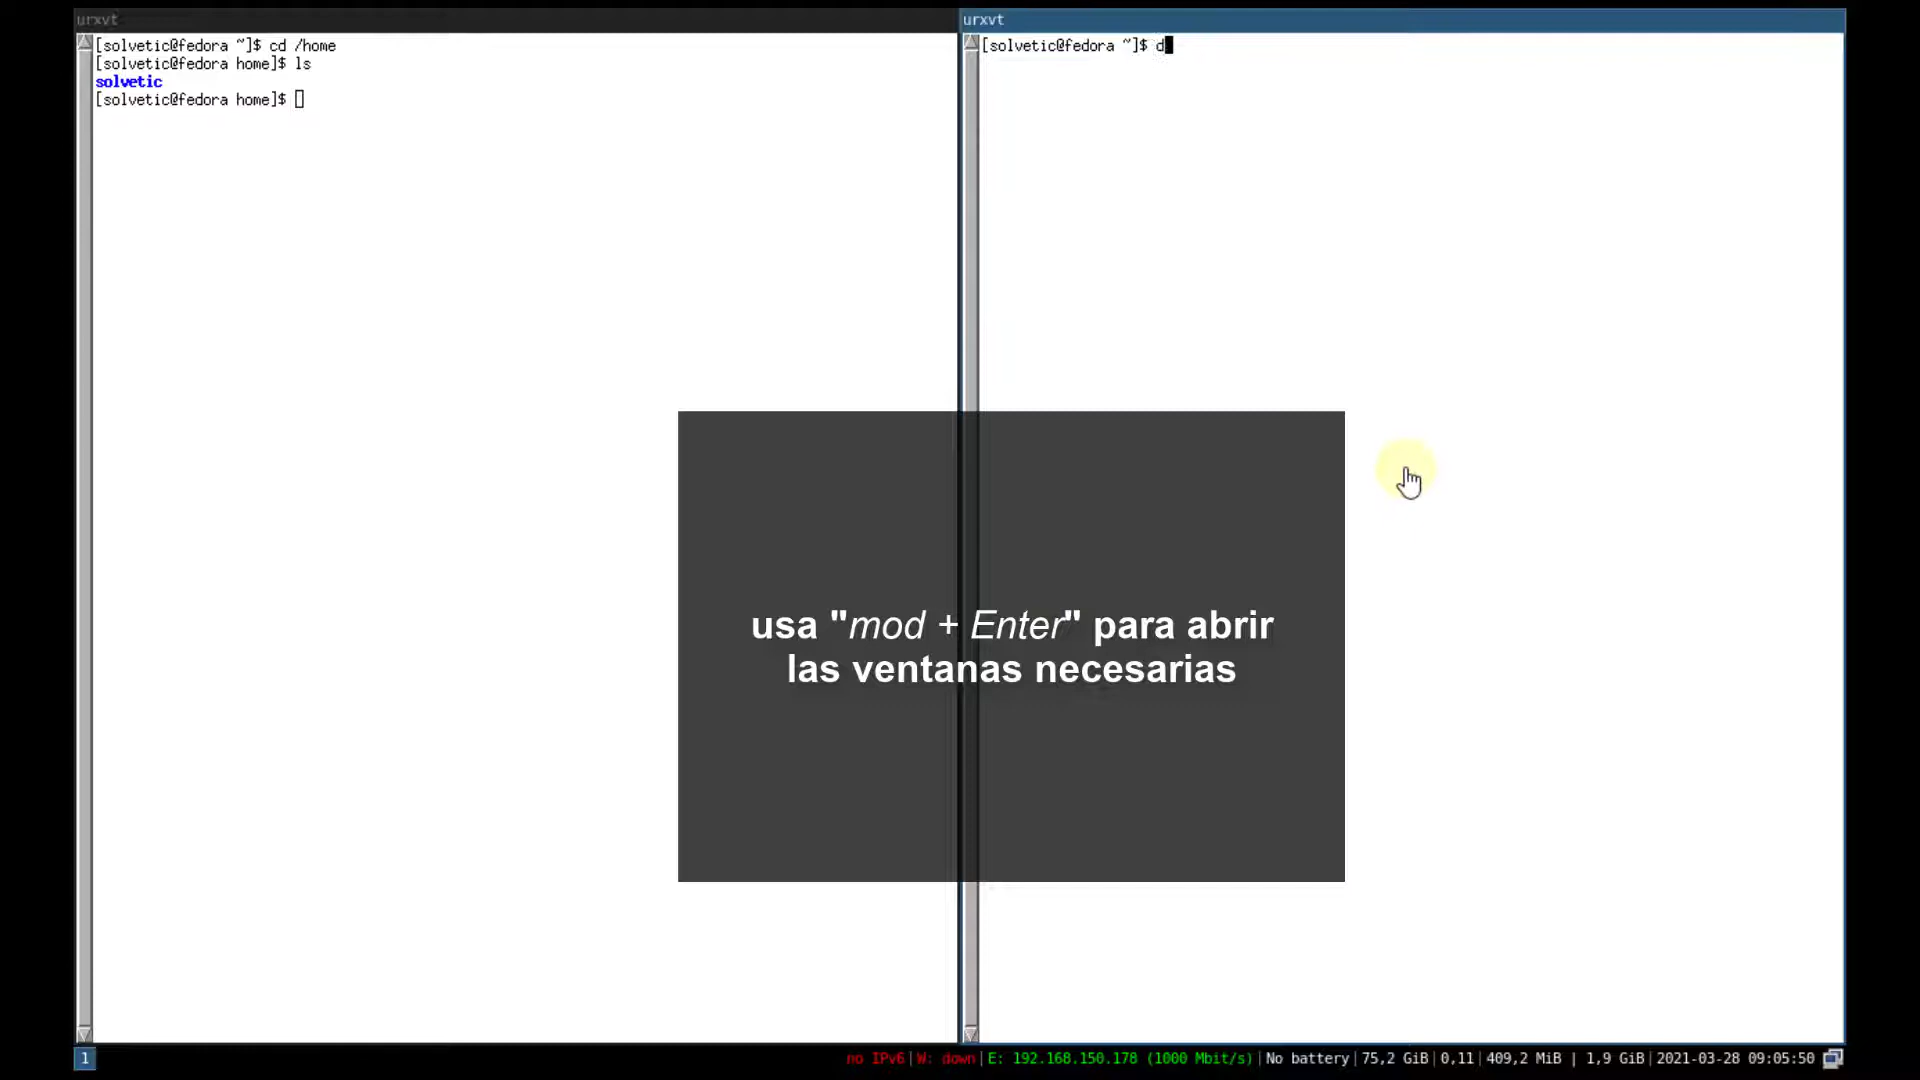 urxvt
[solvetic@fedora ~]$ cd /home
[solvetic@fedora home]$ ls
solvetic
[solvetic@fedora home]$
urxvt
[solvetic@fedora ~]$ d
usa "mod + Enter" para abrir
las ventanas necesarias
1
no IPv6|W: down|E: 192.168.150.178 (1000 Mbit/s)|No battery|75,2 GiB|0,11|409,2 MiB | 1,9 GiB|2021-03-28 09:05:50